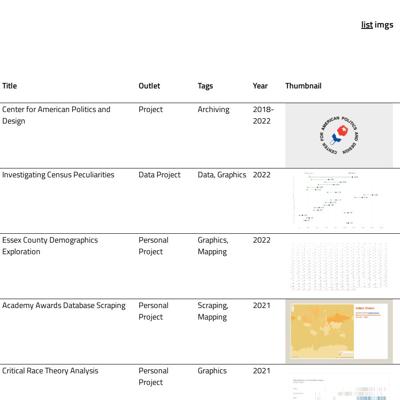 list imgs
Title Outlet Tags Year Thumbnail
Center for American Politics and Project Archiving 2018-
Design 2022
CENTER FOR AMERICAN POLITICS AND DESIGN
Investigating Census Peculiarities Data Project Data, Graphics 2022
Essex County Demographics Personal Graphics, 2022
Exploration Project Mapping
Academy Awards Database Scraping Personal Scraping, 2021
Project Mapping
Critical Race Theory Analysis Personal Graphics 2021
Project